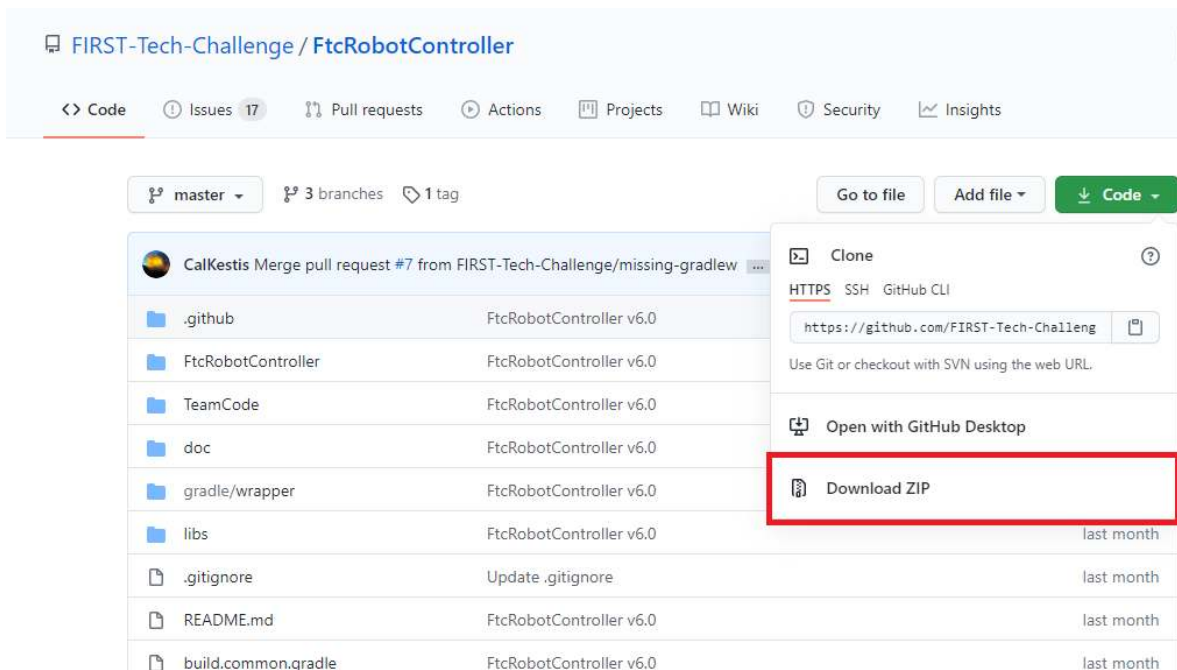 FIRST-Tech-Challenge / FtcRobotController
Code Issues 17 Pull requests Actions Projects Wiki Security Insights
master 3 branches 1 tag Go to file Add file Code
CalKestis Merge pull request #7 from FIRST-Tech-Challenge/missing-gradlew ...
Clone
HTTPS SSH GitHub CLI
https://github.com/FIRST-Tech-Challeng
Use Git or checkout with SVN using the web URL.
Open with GitHub Desktop
Download ZIP
.github FtcRobotController v6.0
FtcRobotController FtcRobotController v6.0
TeamCode FtcRobotController v6.0
doc FtcRobotController v6.0
gradle/wrapper FtcRobotController v6.0
libs FtcRobotController v6.0 last month
.gitignore Update .gitignore last month
README.md FtcRobotController v6.0 last month
build.common.gradle FtcRobotController v6.0 last month